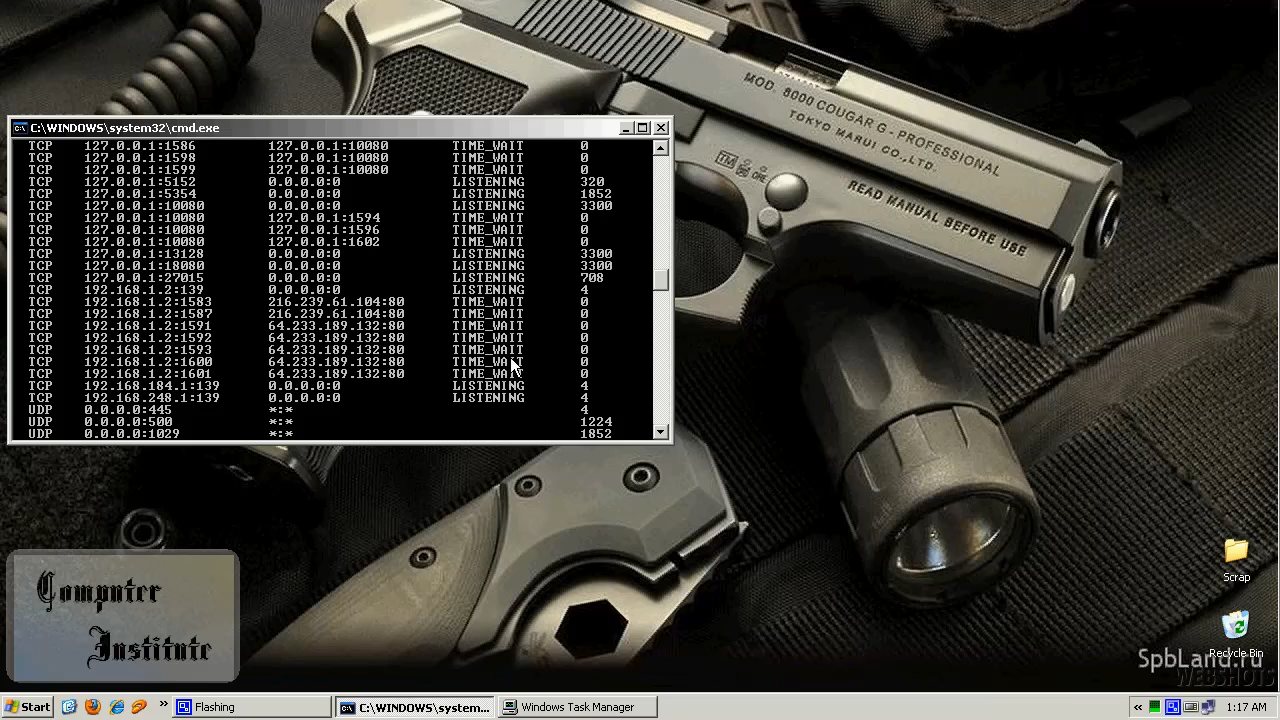 MOD. 8000 COUGAR G - PROFESSIONAL
TOKYO MARUI CO.,LTD.
READ MANUAL BEFORE USE
C:\WINDOWS\system32\cmd.exe
TCP 127.0.0.1:1586 127.0.0.1:10080 TIME_WAIT 0
TCP 127.0.0.1:1598 127.0.0.1:10080 TIME_WAIT 0
TCP 127.0.0.1:1599 127.0.0.1:10080 TIME_WAIT 0
TCP 127.0.0.1:5152 0.0.0.0:0 LISTENING 320
TCP 127.0.0.1:5354 0.0.0.0:0 LISTENING 1852
TCP 127.0.0.1:10080 0.0.0.0:0 LISTENING 3300
TCP 127.0.0.1:10080 127.0.0.1:1594 TIME_WAIT 0
TCP 127.0.0.1:10080 127.0.0.1:1596 TIME_WAIT 0
TCP 127.0.0.1:10080 127.0.0.1:1602 TIME_WAIT 0
TCP 127.0.0.1:13128 0.0.0.0:0 LISTENING 3300
TCP 127.0.0.1:18080 0.0.0.0:0 LISTENING 3300
TCP 127.0.0.1:27015 0.0.0.0:0 LISTENING 708
TCP 192.168.1.2:139 0.0.0.0:0 LISTENING 4
TCP 192.168.1.2:1583 216.239.61.104:80 TIME_WAIT 0
TCP 192.168.1.2:1587 216.239.61.104:80 TIME_WAIT 0
TCP 192.168.1.2:1591 64.233.189.132:80 TIME_WAIT 0
TCP 192.168.1.2:1592 64.233.189.132:80 TIME_WAIT 0
TCP 192.168.1.2:1593 64.233.189.132:80 TIME_WAIT 0
TCP 192.168.1.2:1600 64.233.189.132:80 TIME_WAIT 0
TCP 192.168.1.2:1601 64.233.189.132:80 TIME_WAIT 0
TCP 192.168.184.1:139 0.0.0.0:0 LISTENING 4
TCP 192.168.248.1:139 0.0.0.0:0 LISTENING 4
UDP 0.0.0.0:445 *:* 4
UDP 0.0.0.0:500 *:* 1224
UDP 0.0.0.0:1029 *:* 1852
Computer
Institute
Scrap
Recycle Bin
SpbLand.ru
WEBSHOTS
Start
Flashing
C:\WINDOWS\system...
Windows Task Manager
1:17 AM